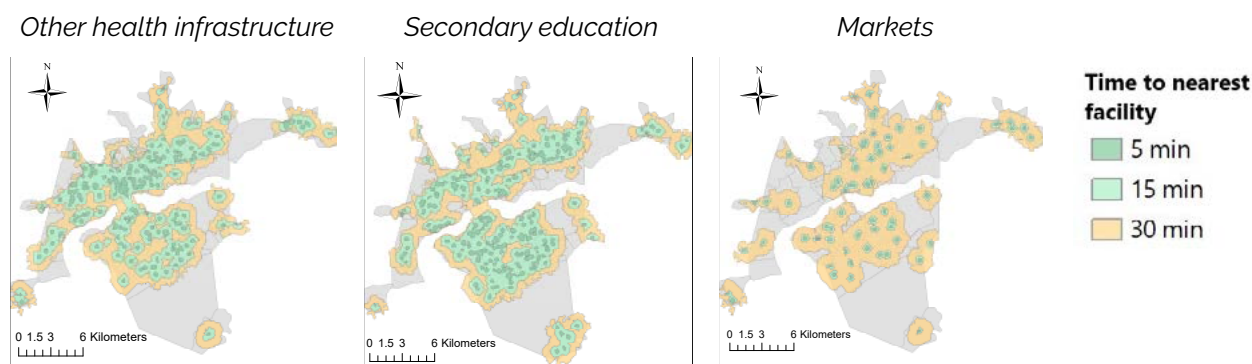 Other health infrastructure
Secondary education
Markets
N
N
N
Time to nearest
facility
5 min
15 min
30 min
0 1.5 3 6 Kilometers
0 1.5 3 6 Kilometers
0 1.5 3 6 Kilometers